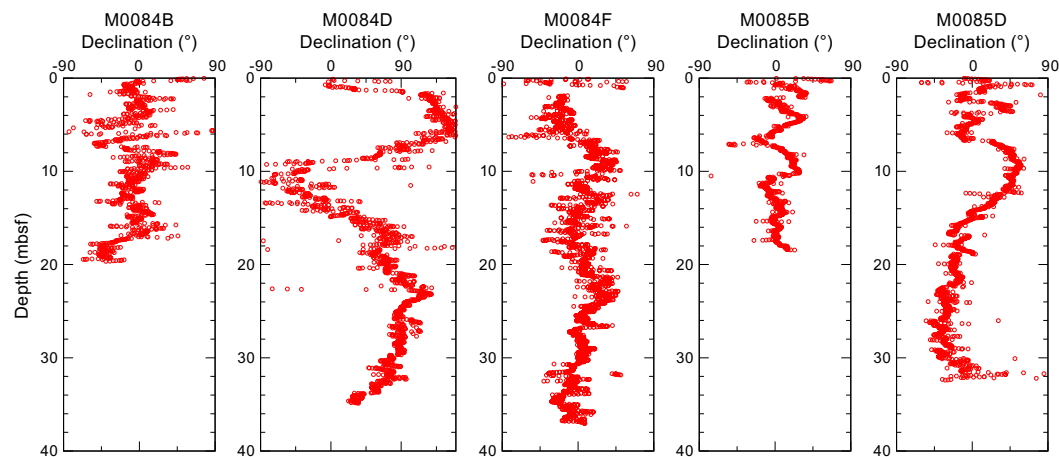 M0084B M0084D M0084F M0085B M0085D
Declination (°) Declination (°) Declination (°) Declination (°) Declination (°)
-90 0 90 -90 0 90 -90 0 90 -90 0 90 -90 0 90
0 0 0 0 0
10 10 10 10 10
20 20 20 20 20
30 30 30 30 30
40 40 40 40 40
Depth (mbsf)